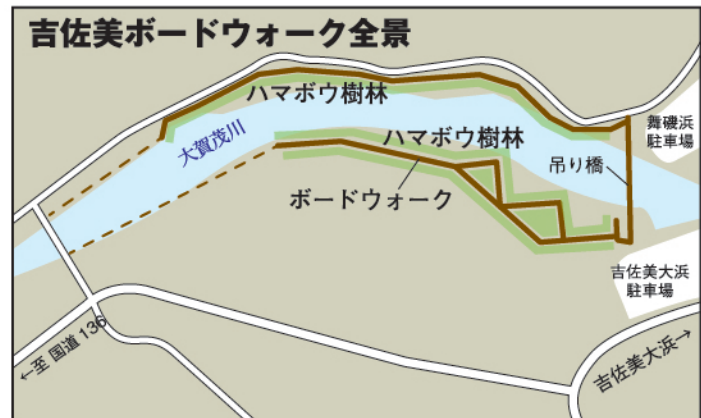 吉佐美ボードウォーク全景
ハマボウ樹林
大賀茂川
ハマボウ樹林
ボードウォーク
吊り橋
舞磯浜
駐車場
吉佐美大浜
駐車場
←至 国道 136
吉佐美大浜→